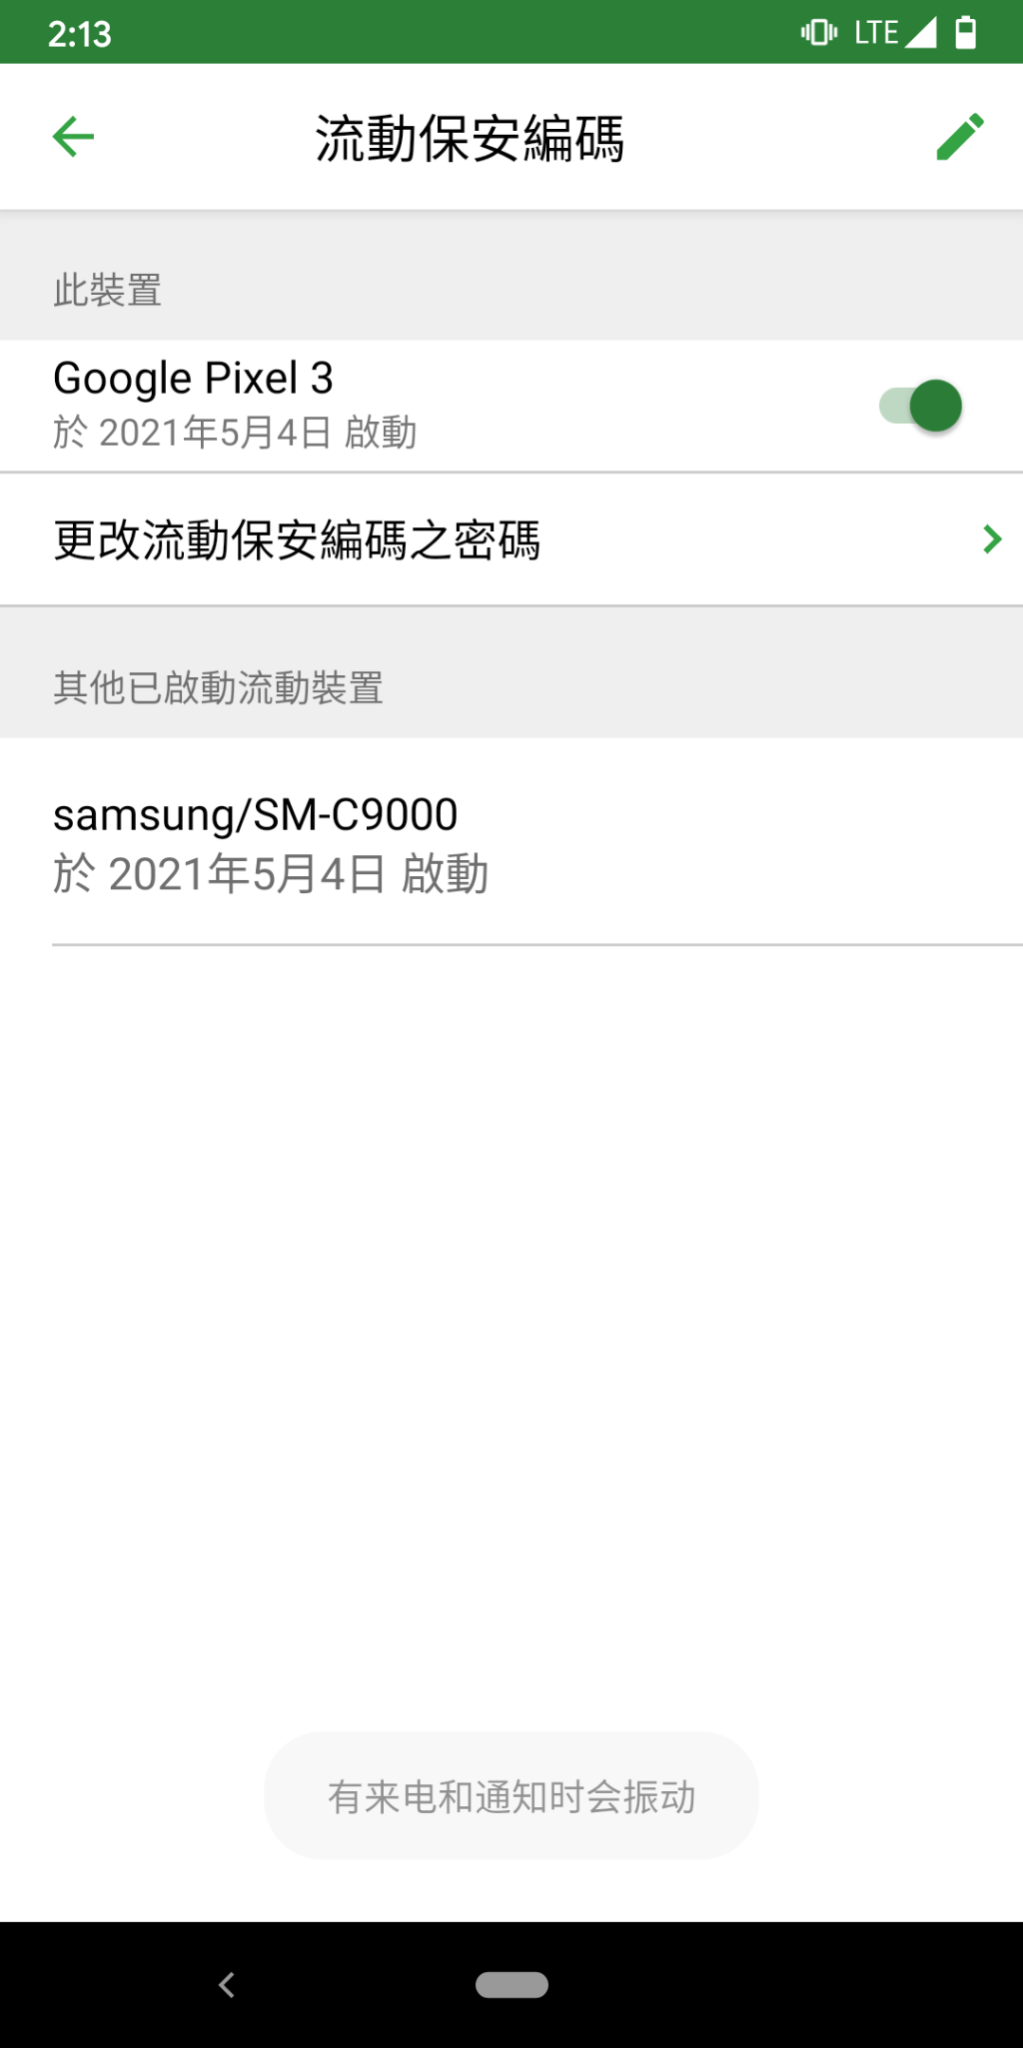 2:13
LTE
流動保安編碼
此裝置
Google Pixel 3
於 2021年5月4日 啟動
更改流動保安編碼之密碼
其他已啟動流動裝置
samsung/SM-C9000
於 2021年5月4日 啟動
有来电和通知时会振动